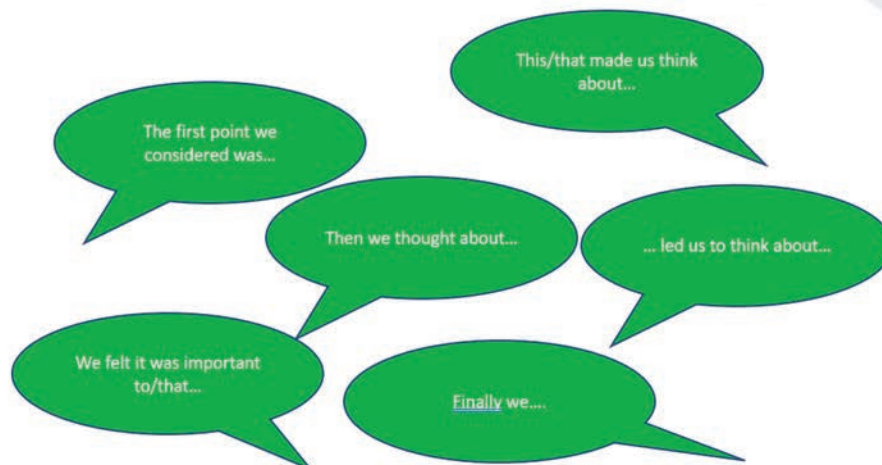 This/that made us think
about...
The first point we
considered was...
Then we thought about...
... led us to think about...
We felt it was important
to/that...
Finally we....